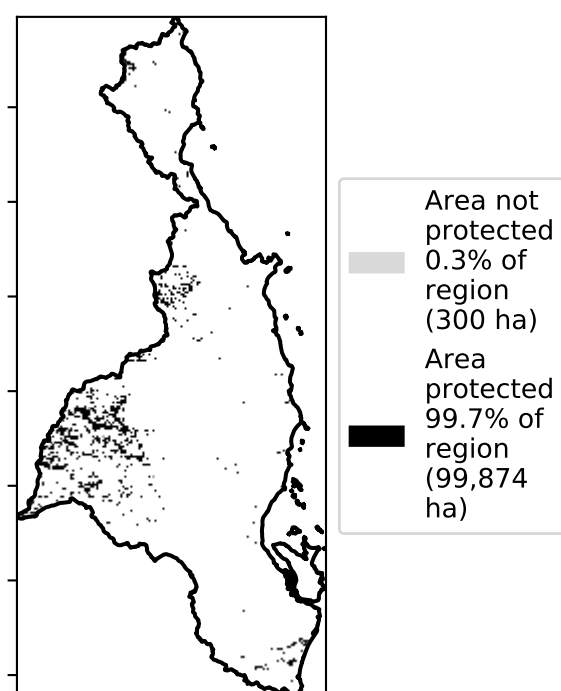 Area not
protected
0.3% of
region
(300 ha)
Area
protected
99.7% of
region
(99,874
ha)